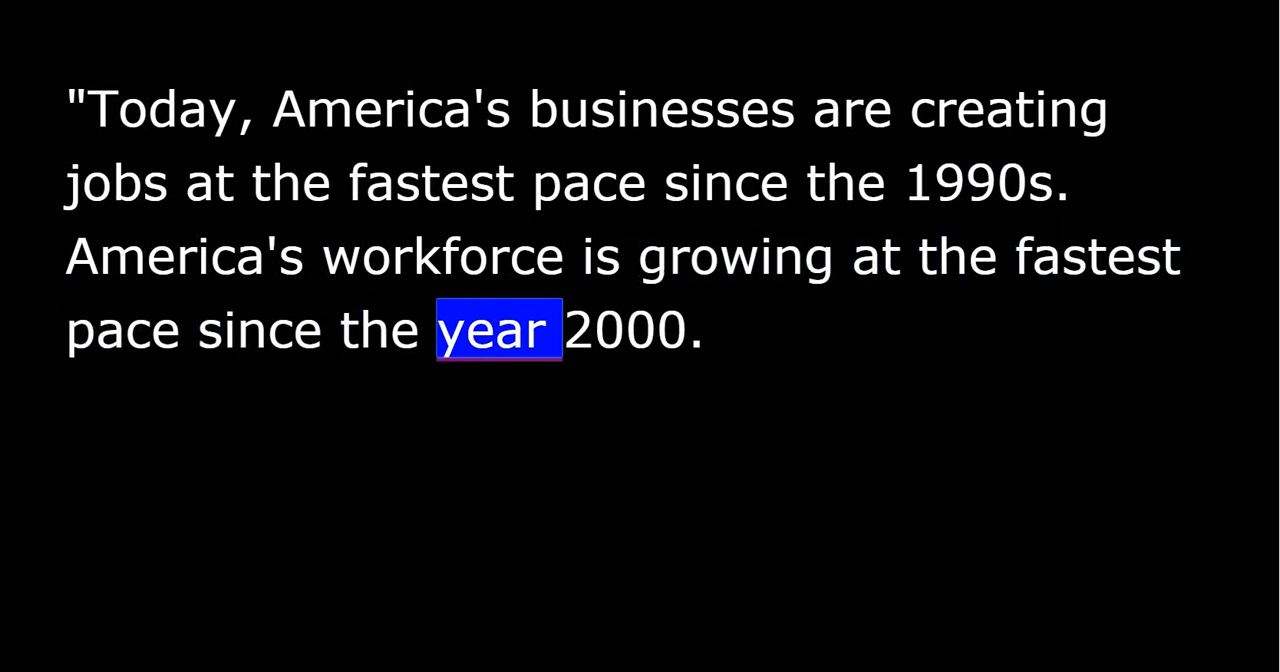 "Today, America's businesses are creating
jobs at the fastest pace since the 1990s.
America's workforce is growing at the fastest
pace since the year 2000.